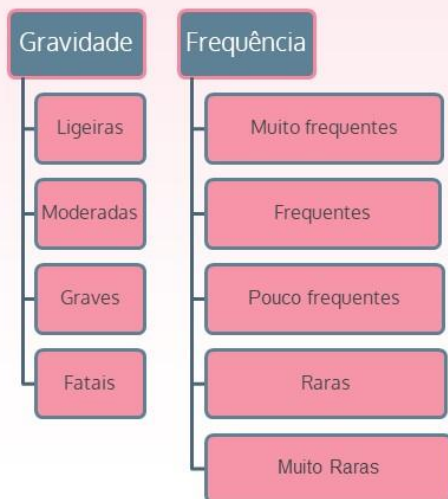 Gravidade
Ligeiras
Moderadas
Graves
Fatais
Frequência
Muito frequentes
Frequentes
Pouco frequentes
Raras
Muito Raras